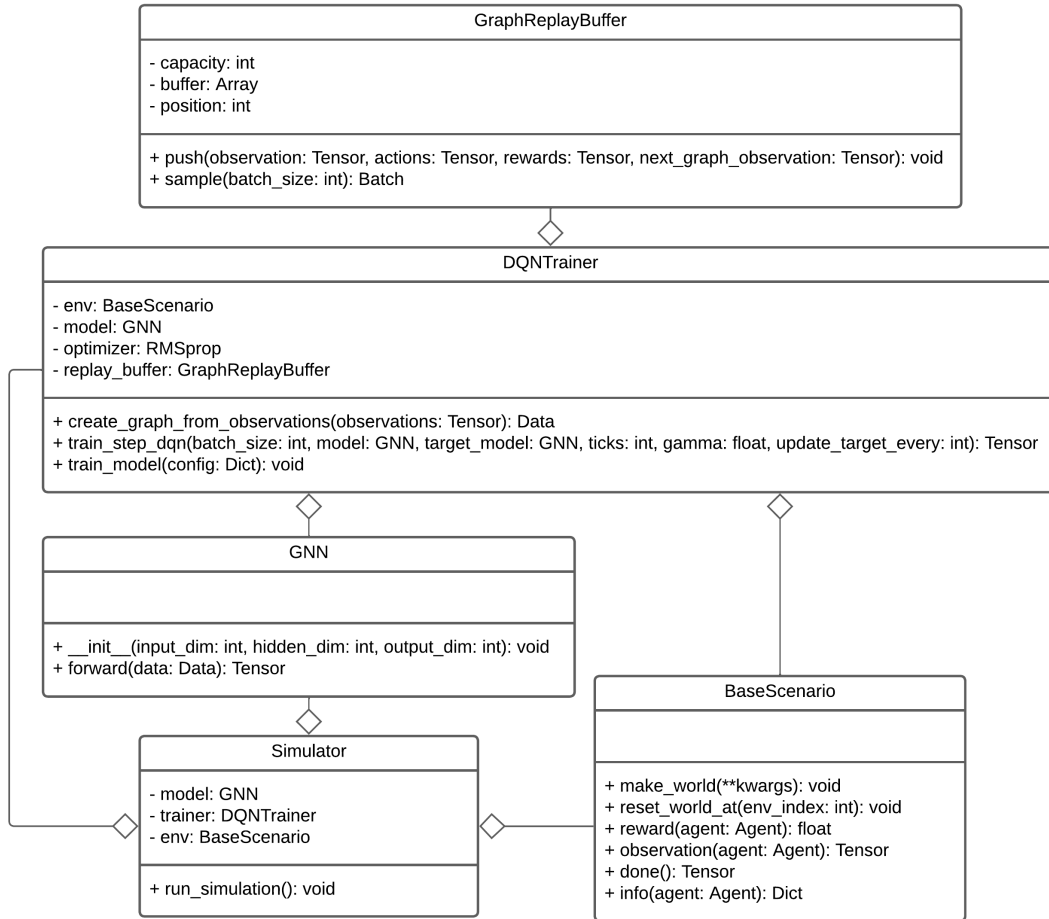 GraphReplayBuffer
- capacity: int
- buffer: Array
- position: int
+ push(observation: Tensor, actions: Tensor, rewards: Tensor, next_graph_observation: Tensor): void
+ sample(batch_size: int): Batch
DQNTrainer
- env: BaseScenario
- model: GNN
- optimizer: RMSprop
- replay_buffer: GraphReplayBuffer
+ create_graph_from_observations(observations: Tensor): Data
+ train_step_dqn(batch_size: int, model: GNN, target_model: GNN, ticks: int, gamma: float, update_target_every: int): Tensor
+ train_model(config: Dict): void
GNN
+ __init__(input_dim: int, hidden_dim: int, output_dim: int): void
+ forward(data: Data): Tensor
Simulator
- model: GNN
- trainer: DQNTrainer
- env: BaseScenario
+ run_simulation(): void
BaseScenario
+ make_world(**kwargs): void
+ reset_world_at(env_index: int): void
+ reward(agent: Agent): float
+ observation(agent: Agent): Tensor
+ done(): Tensor
+ info(agent: Agent): Dict